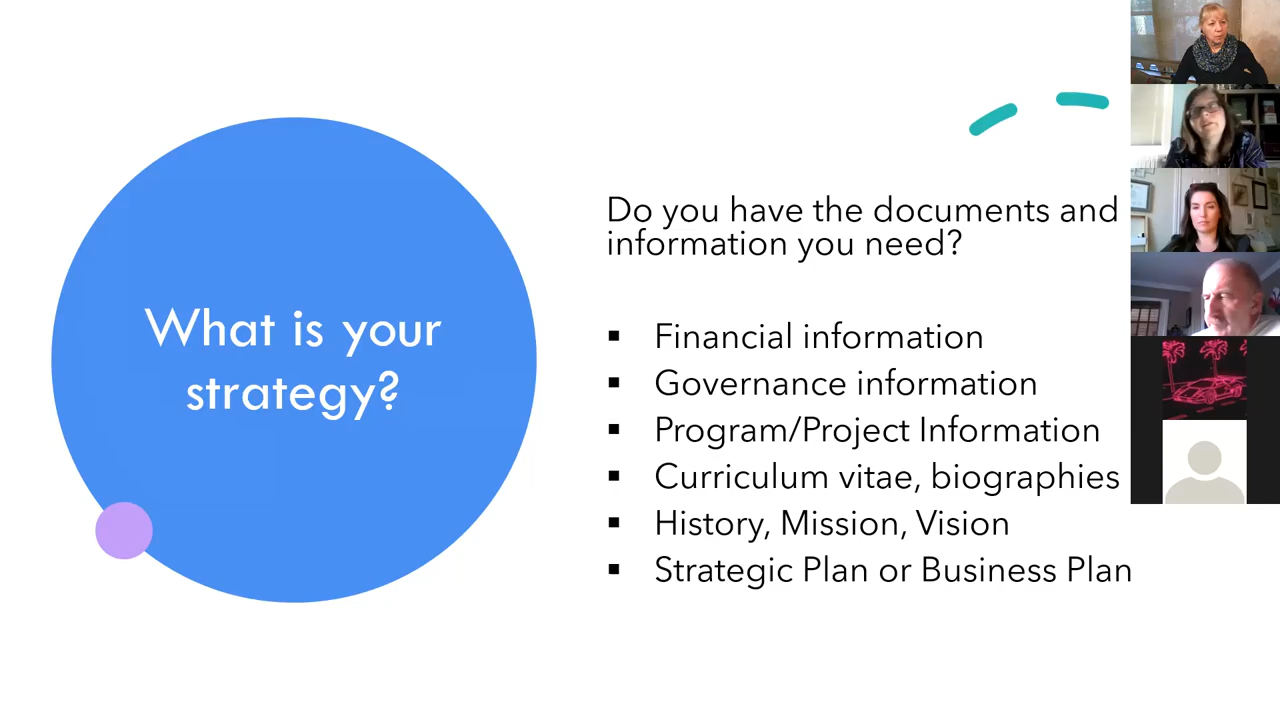 What is your
strategy?
Do you have the documents and
information you need?
▪ Financial information
▪ Governance information
▪ Program/Project Information
▪ Curriculum vitae, biographies
▪ History, Mission, Vision
▪ Strategic Plan or Business Plan